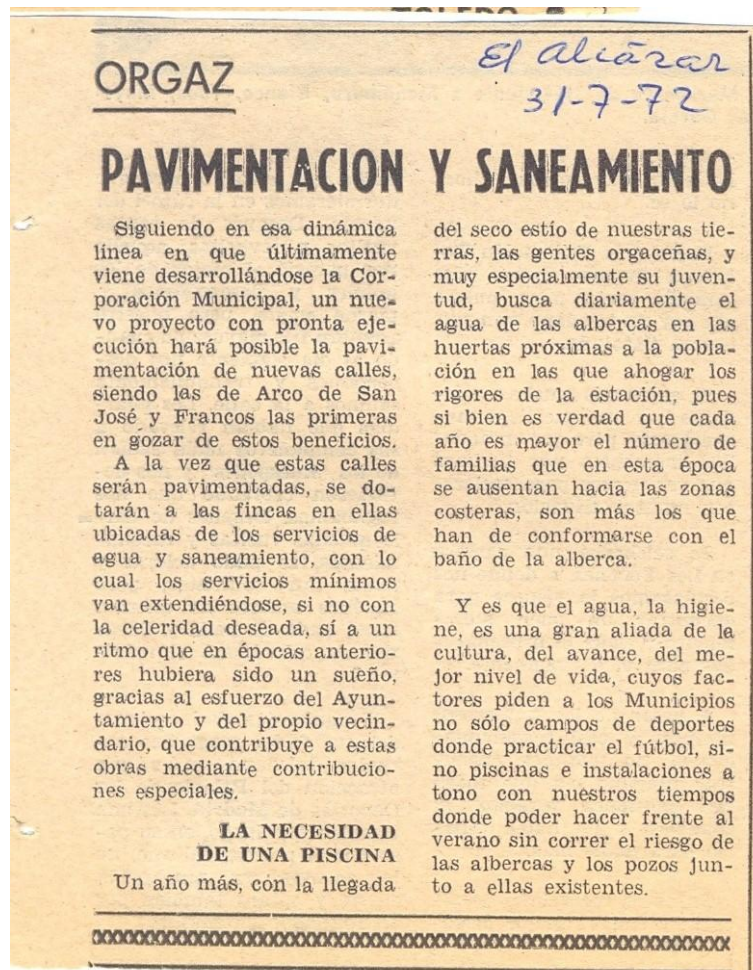 TOLEDO
ORGAZ
El Alcázar
31-7-72
PAVIMENTACION Y SANEAMIENTO
Siguiendo en esa dinámica
línea en que últimamente
viene desarrollándose la Cor-
poración Municipal, un nue-
vo proyecto con pronta eje-
cución hará posible la pavi-
mentación de nuevas calles,
siendo las de Arco de San
José y Francos las primeras
en gozar de estos beneficios.
A la vez que estas calles
serán pavimentadas, se do-
tarán a las fincas en ellas
ubicadas de los servicios de
agua y saneamiento, con lo
cual los servicios mínimos
van extendiéndose, si no con
la celeridad deseada, sí a un
ritmo que en épocas anterio-
res hubiera sido un sueño,
gracias al esfuerzo del Ayun-
tamiento y del propio vecin-
dario, que contribuye a estas
obras mediante contribucio-
nes especiales.
LA NECESIDAD
DE UNA PISCINA
Un año más, con la llegada
del seco estío de nuestras tie-
rras, las gentes orgaceñas, y
muy especialmente su juven-
tud, busca diariamente el
agua de las albercas en las
huertas próximas a la pobla-
ción en las que ahogar los
rigores de la estación, pues
si bien es verdad que cada
año es mayor el número de
familias que en esta época
se ausentan hacia las zonas
costeras, son más los que
han de conformarse con el
baño de la alberca.
Y es que el agua, la higie-
ne, es una gran aliada de la
cultura, del avance, del me-
jor nivel de vida, cuyos fac-
tores piden a los Municipios
no sólo campos de deportes
donde practicar el fútbol, si-
no piscinas e instalaciones a
tono con nuestros tiempos
donde poder hacer frente al
verano sin correr el riesgo de
las albercas y los pozos jun-
to a ellas existentes.